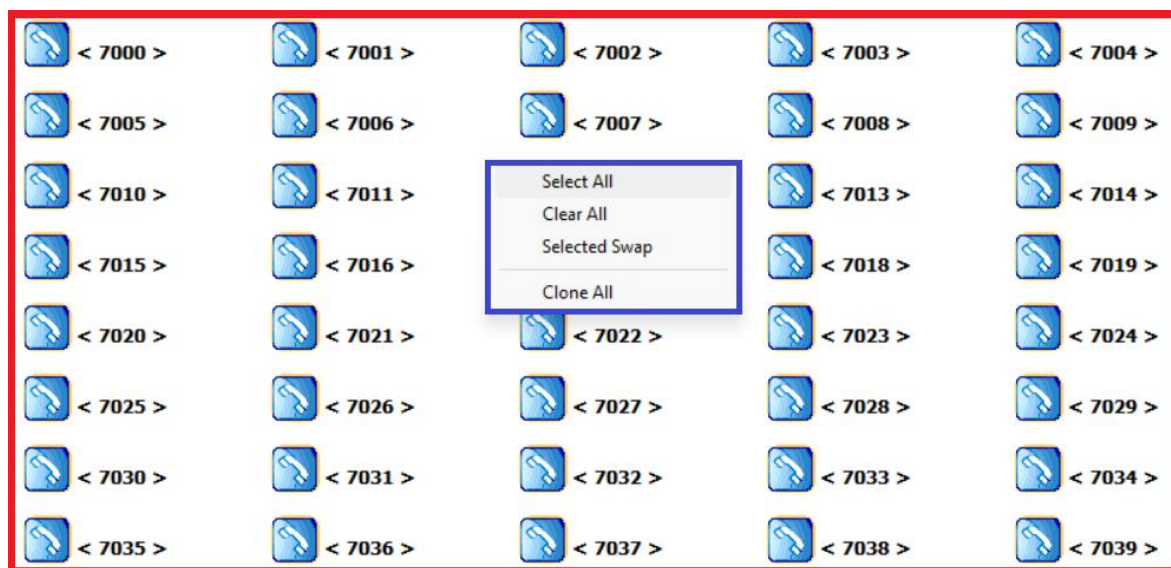 < 7000 > < 7001 > < 7002 > < 7003 > < 7004 >
< 7005 > < 7006 > < 7007 > < 7008 > < 7009 >
< 7010 > < 7011 > Select All < 7013 > < 7014 >
Clear All
Selected Swap
< 7015 > < 7016 > < 7018 > < 7019 >
Clone All
< 7020 > < 7021 > < 7022 > < 7023 > < 7024 >
< 7025 > < 7026 > < 7027 > < 7028 > < 7029 >
< 7030 > < 7031 > < 7032 > < 7033 > < 7034 >
< 7035 > < 7036 > < 7037 > < 7038 > < 7039 >